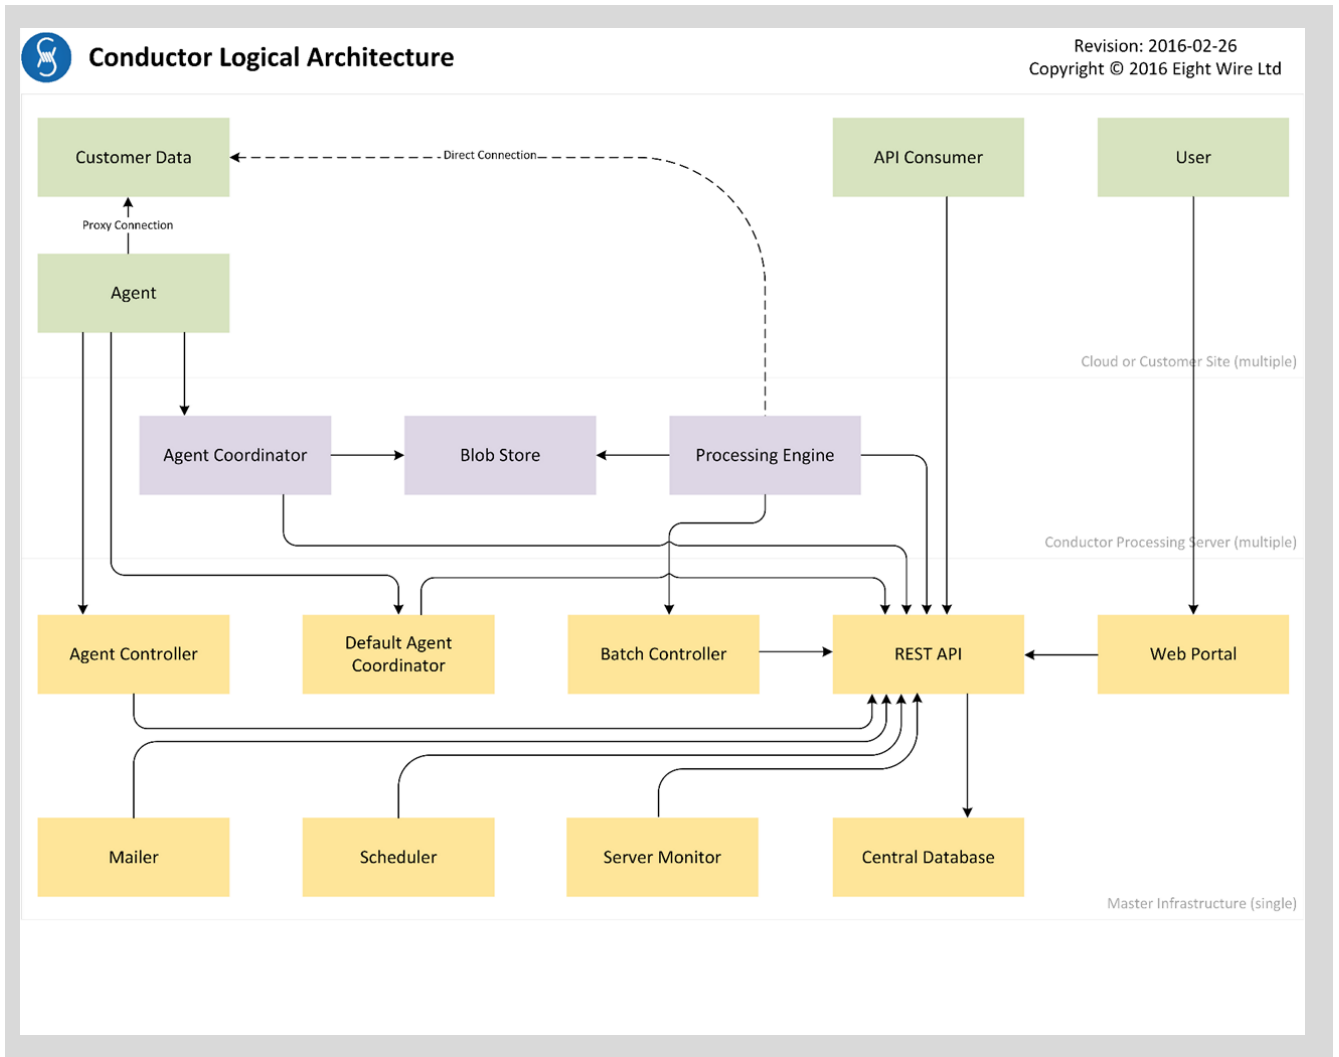 Conductor Logical Architecture
Revision: 2016-02-26
Copyright © 2016 Eight Wire Ltd
Customer Data
Direct Connection
API Consumer
User
Proxy Connection
Agent
Cloud or Customer Site (multiple)
Agent Coordinator
Blob Store
Processing Engine
Conductor Processing Server (multiple)
Agent Controller
Default Agent
Coordinator
Batch Controller
REST API
Web Portal
Mailer
Scheduler
Server Monitor
Central Database
Master Infrastructure (single)